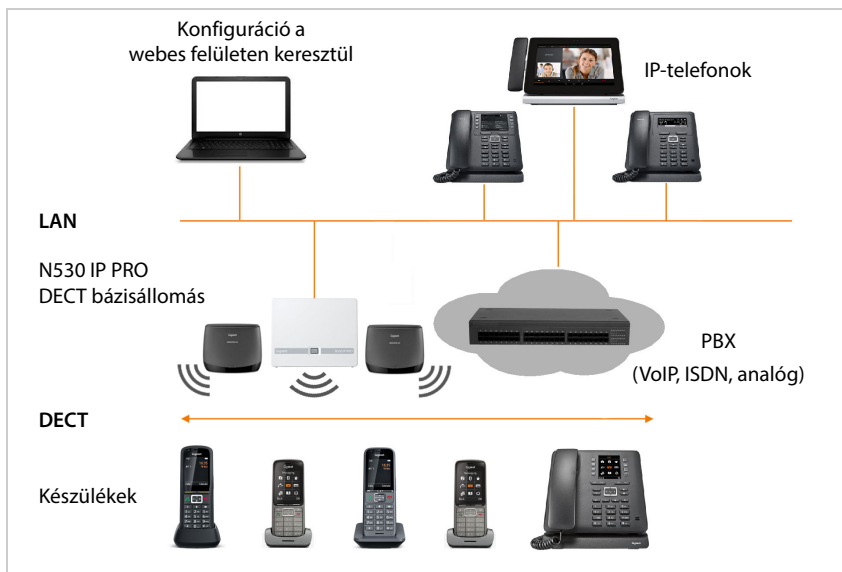 Konfiguráció a
webes felületen keresztül
IP-telefonok
LAN
N530 IP PRO
DECT bázisállomás
PBX
(VoIP, ISDN, analóg)
DECT
Készülékek